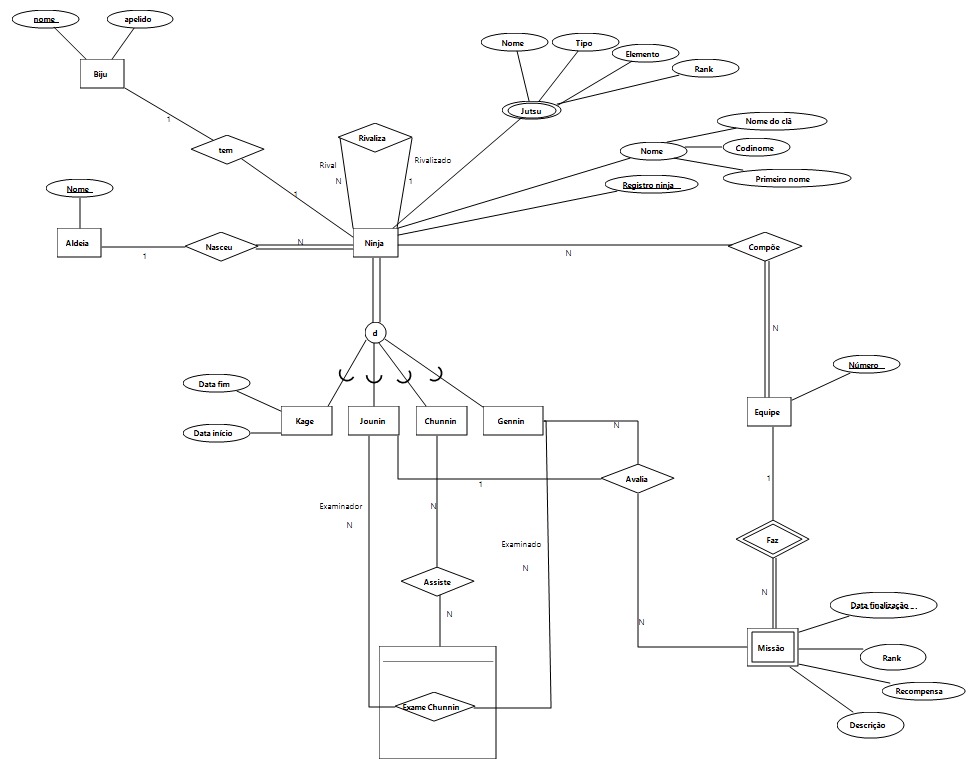 nome
apelido
Nome
Tipo
Elemento
Biju
Rank
Jutsu
1
Nome do clã
tem
Rivaliza
Nome
Codinome
Rival
Rivalizado
N
1
Primeiro nome
Nome
Registro ninja
1
Aldeia
Nasceu
N
Ninja
Compõe
1
N
N
d
Número
Data fim
Kage
Jounin
Chunnin
Gennin
Equipe
Data início
N
Avalia
1
1
Examinador
N
N
Faz
Examinado
N
Assiste
N
N
Data finalização
N
Missão
Rank
Recompensa
Exame Chunnin
Descrição